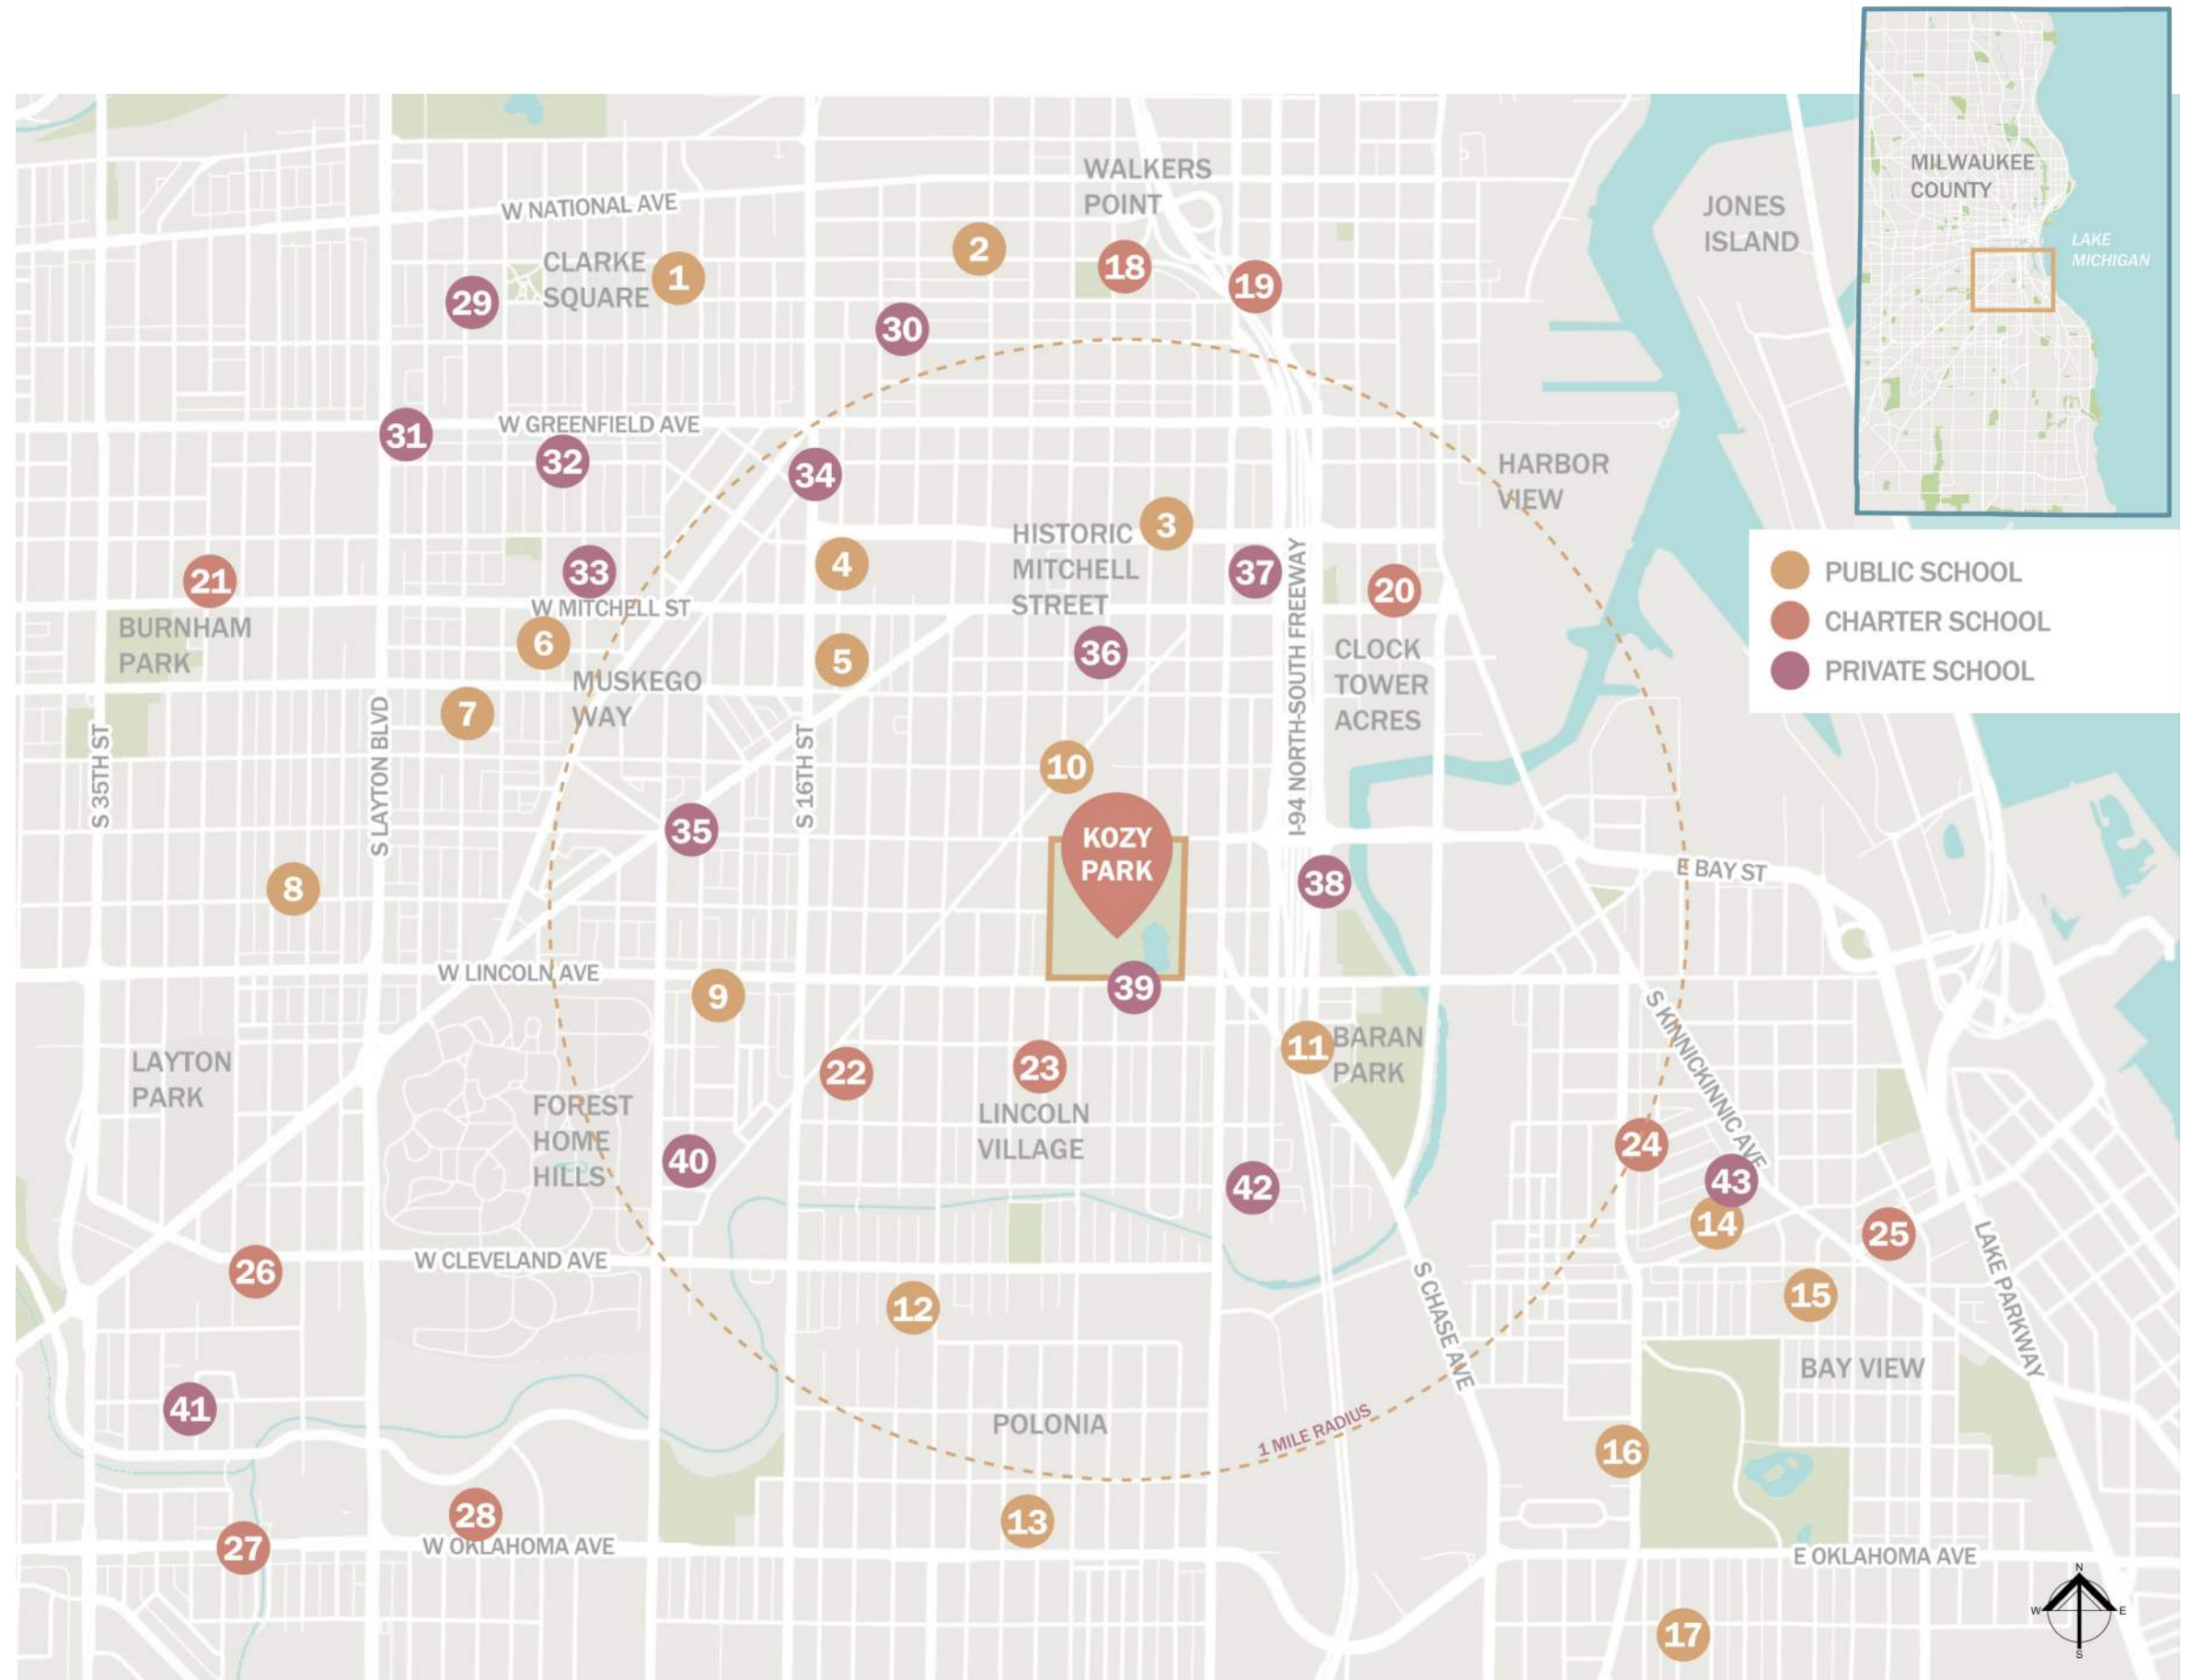 MILWAUKEE
COUNTY
LAKE
MICHIGAN
WALKERS
POINT
JONES
ISLAND
W NATIONAL AVE
CLARKE
SQUARE
1
2
18
19
29
30
31
W GREENFIELD AVE
32
34
HARBOR
VIEW
HISTORIC
MITCHELL
STREET
3
4
33
37
20
21
W MITCHELL ST
PUBLIC SCHOOL
CHARTER SCHOOL
PRIVATE SCHOOL
BURNHAM
PARK
6
5
36
CLOCK
TOWER
ACRES
MUSKEGO
WAY
7
S 35TH ST
S LAYTON BLVD
S 16TH ST
I-94 NORTH-SOUTH FREEWAY
10
35
KOZY
PARK
8
38
E BAY ST
W LINCOLN AVE
9
39
S KINNICKINNIC AVE
11
BARAN
PARK
LAYTON
PARK
22
23
LINCOLN
VILLAGE
FOREST
HOME
HILLS
40
42
24
43
14
25
W CLEVELAND AVE
26
12
15
S CHASE AVE
LAKE PARKWAY
BAY VIEW
41
POLONIA
1 MILE RADIUS
16
28
13
27
W OKLAHOMA AVE
E OKLAHOMA AVE
17
N
W
E
S